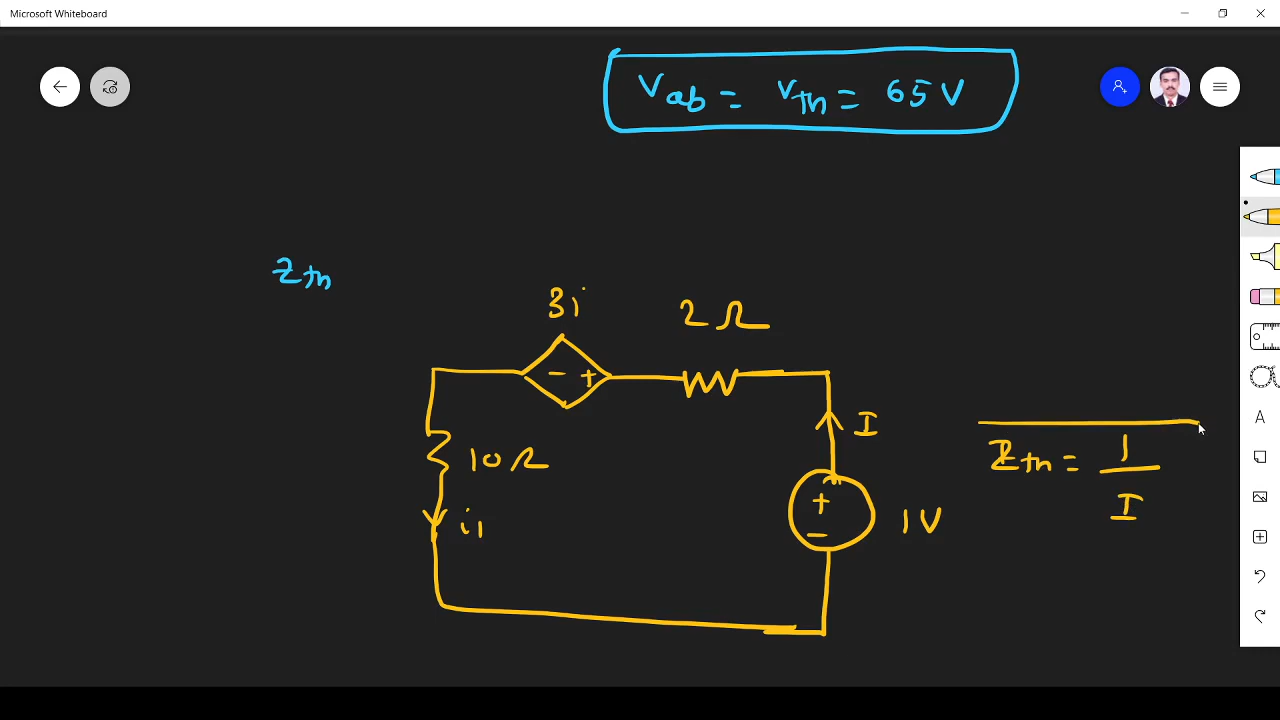 Microsoft Whiteboard
Vab = Vth = 65 V
Zth
3i
2 Ω
- +
I
10 Ω
Zth = 1 / I
+
i1
1V
-
A